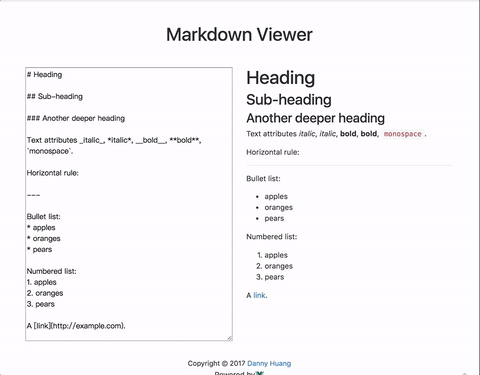 Markdown Viewer
# Heading
## Sub-heading
### Another deeper heading
Text attributes _italic_, *italic*, __bold__, **bold**,
`monospace`.
Horizontal rule:
---
Bullet list:
* apples
* oranges
* pears
Numbered list:
1. apples
2. oranges
3. pears
A [link](http://example.com).
Heading
Sub-heading
Another deeper heading
Text attributes italic, italic, bold, bold, monospace .
Horizontal rule:
Bullet list:
• apples
• oranges
• pears
Numbered list:
1. apples
2. oranges
3. pears
A link.
Copyright © 2017 Danny Huang
Powered by